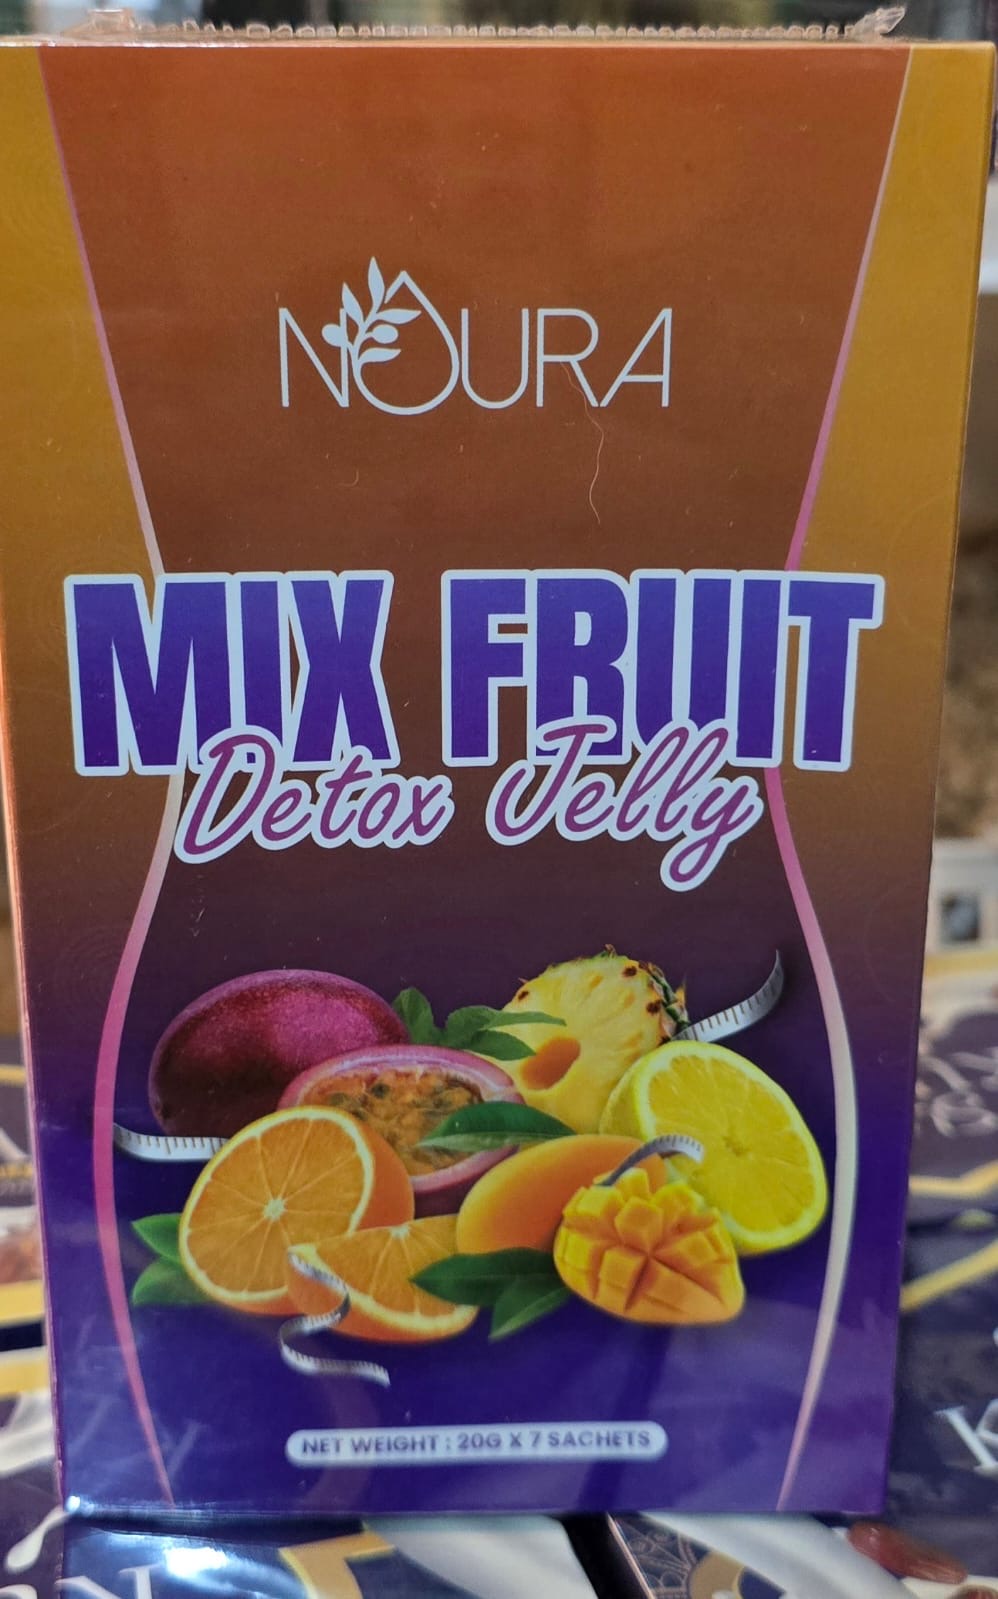 NOURA
MIX FRUIT
Detox Jelly
NET WEIGHT : 20G X 7 SACHETS